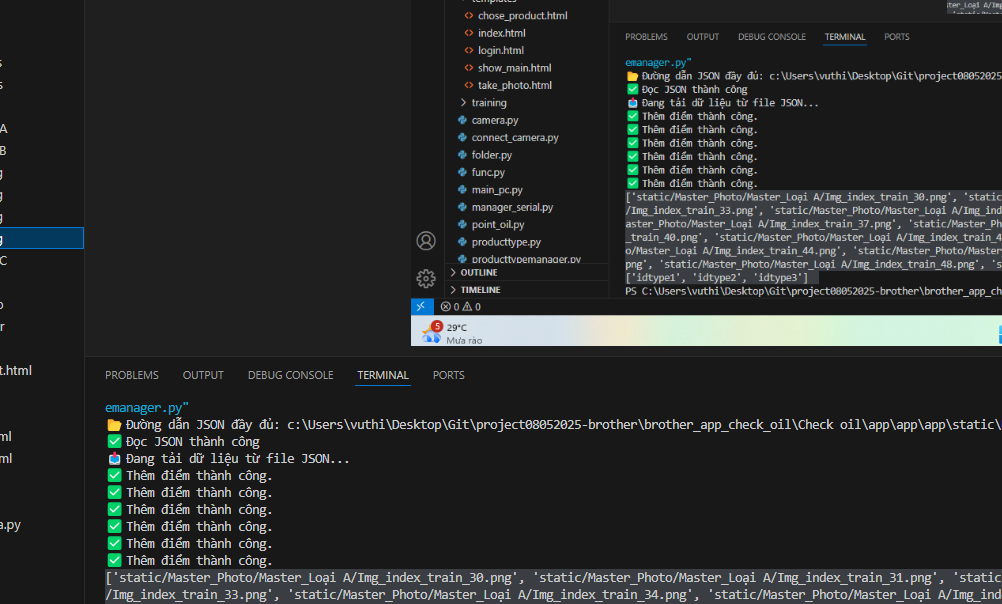 chose_product.html
index.html
login.html
show_main.html
take_photo.html
training
camera.py
connect_camera.py
folder.py
func.py
main_pc.py
manager_serial.py
point_oil.py
producttype.py
producttypemanager.py
OUTLINE
TIMELINE
0 0
5 29°C
Mưa rào
PROBLEMS OUTPUT DEBUG CONSOLE TERMINAL PORTS
emanager.py"
Đường dẫn JSON đầy đủ: c:\Users\vuthi\Desktop\Git\project08052025
Đọc JSON thành công
Đang tải dữ liệu từ file JSON...
Thêm điểm thành công.
Thêm điểm thành công.
Thêm điểm thành công.
Thêm điểm thành công.
Thêm điểm thành công.
Thêm điểm thành công.
['static/Master_Photo/Master_Loại A/Img_index_train_30.png', 'static
/Img_index_train_33.png', 'static/Master_Photo/Master_Loại A/Img_ind
aster_Photo/Master_Loại A/Img_index_train_37.png', 'static/Master_Ph
_train_40.png', 'static/Master_Photo/Master_Loại A/Img_index_train_4
A/Img_index_train_44.png', 'static/Master_Photo/Master_Loại A/Img_in
png', 'static/Master_Photo/Master_Loại A/Img_index_train_48.png', 's
['idtype1', 'idtype2', 'idtype3']
PS C:\Users\vuthi\Desktop\Git\project08052025-brother\brother_app_ch
A
B
C
t.html
ml
ml
a.py
PROBLEMS OUTPUT DEBUG CONSOLE TERMINAL PORTS
emanager.py"
Đường dẫn JSON đầy đủ: c:\Users\vuthi\Desktop\Git\project08052025-brother\brother_app_check_oil\Check oil\app\app\app\static\
Đọc JSON thành công
Đang tải dữ liệu từ file JSON...
Thêm điểm thành công.
Thêm điểm thành công.
Thêm điểm thành công.
Thêm điểm thành công.
Thêm điểm thành công.
Thêm điểm thành công.
['static/Master_Photo/Master_Loại A/Img_index_train_30.png', 'static/Master_Photo/Master_Loại A/Img_index_train_31.png', 'static
/Img_index_train_33.png', 'static/Master_Photo/Master_Loại A/Img_index_train_34.png', 'static/Master_Photo/Master_Loại A/Img_ind